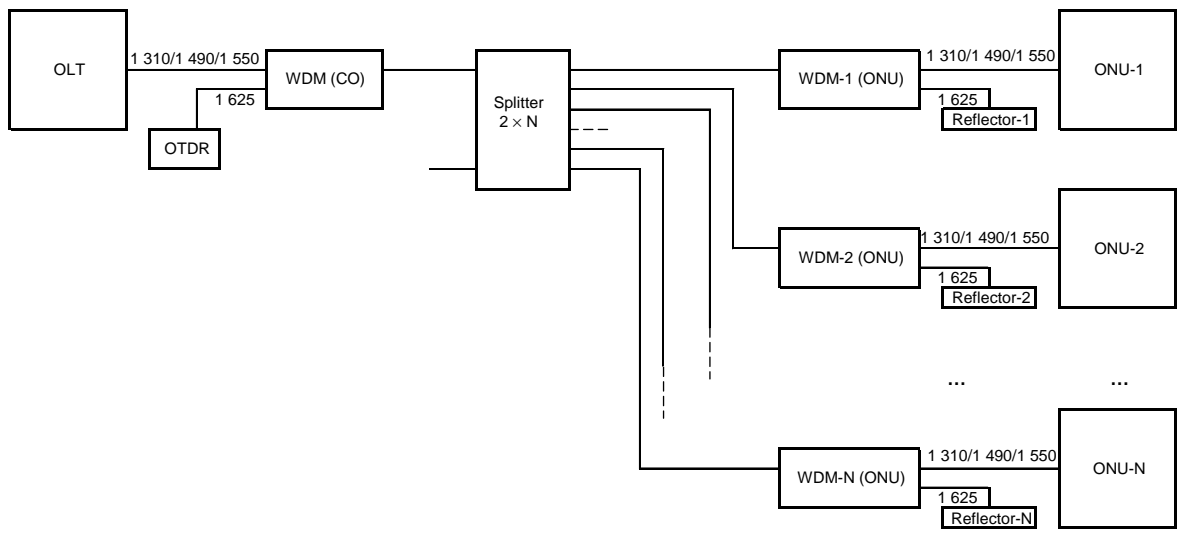 OLT
1 310/1 490/1 550
1 625
OTDR
WDM (CO)
Splitter
2 × N
WDM-1 (ONU)
1 310/1 490/1 550
1 625
Reflector-1
ONU-1
WDM-2 (ONU)
1 310/1 490/1 550
1 625
Reflector-2
ONU-2
... ...
WDM-N (ONU)
1 310/1 490/1 550
1 625
Reflector-N
ONU-N